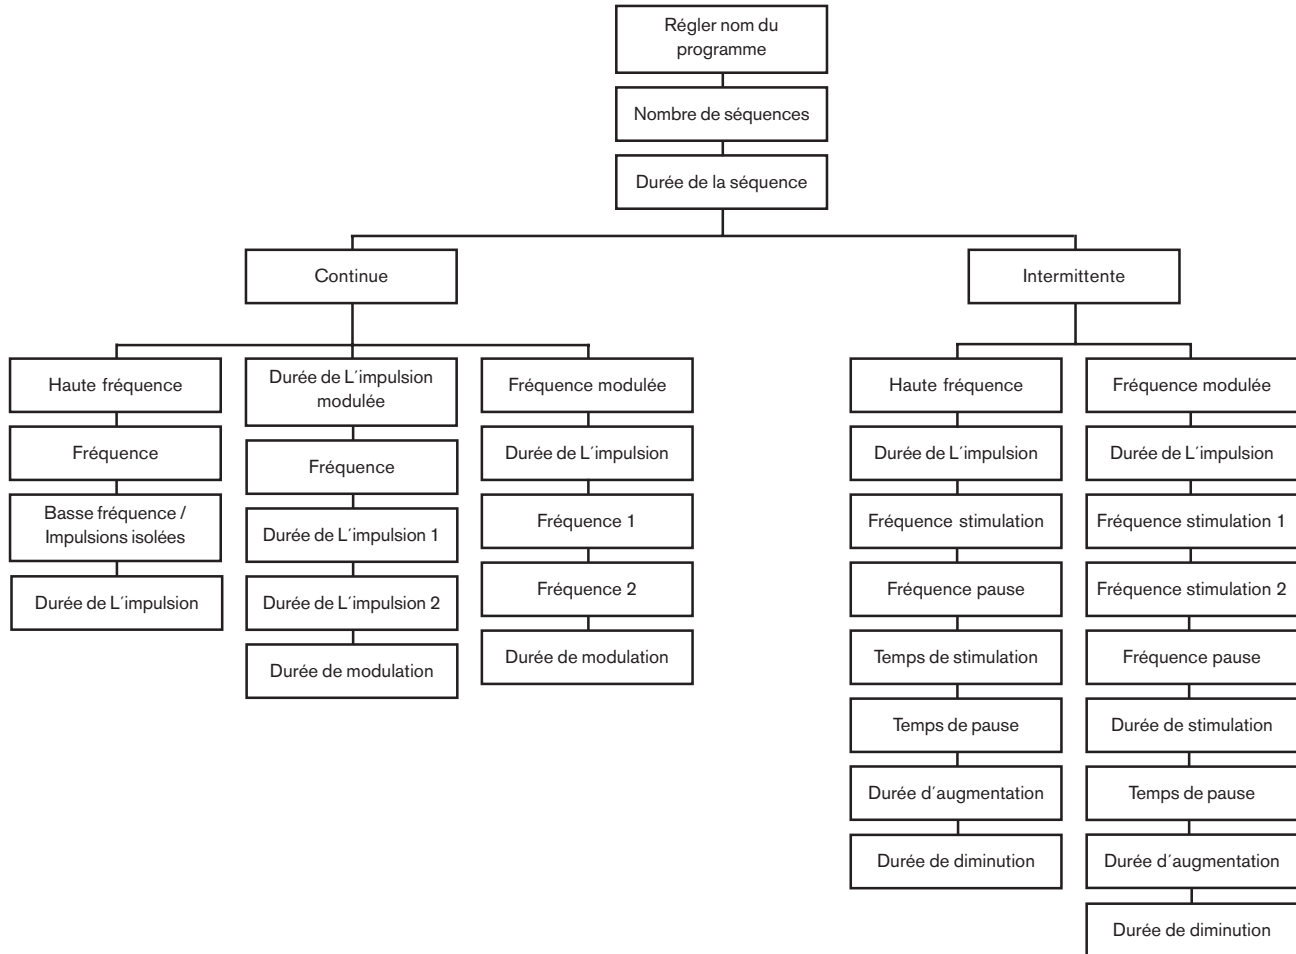 Régler nom du
programme
Nombre de séquences
Durée de la séquence
Continue
Intermittente
Haute fréquence
Fréquence
Basse fréquence /
Impulsions isolées
Durée de L´impulsion
Durée de L´impulsion
modulée
Fréquence
Durée de L´impulsion 1
Durée de L´impulsion 2
Durée de modulation
Fréquence modulée
Durée de L´impulsion
Fréquence 1
Fréquence 2
Durée de modulation
Haute fréquence
Durée de L´impulsion
Fréquence stimulation
Fréquence pause
Temps de stimulation
Temps de pause
Durée d´augmentation
Durée de diminution
Fréquence modulée
Durée de L´impulsion
Fréquence stimulation 1
Fréquence stimulation 2
Fréquence pause
Durée de stimulation
Temps de pause
Durée d´augmentation
Durée de diminution